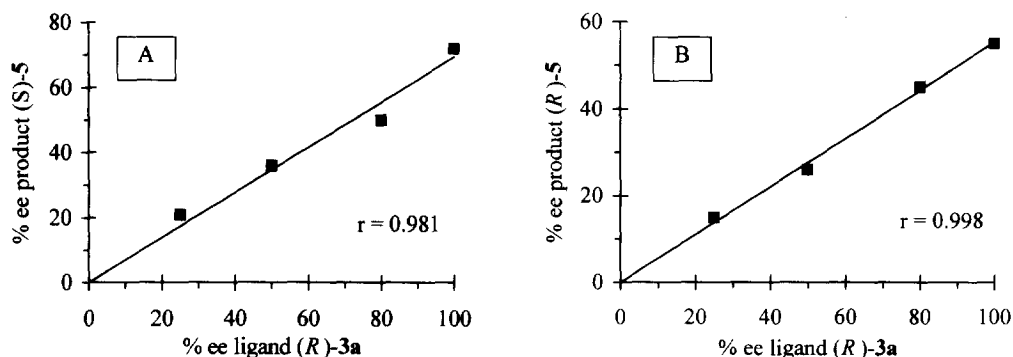 80
60
40
20
0
% ee product (S)-5
A
r = 0.981
0 20 40 60 80 100
% ee ligand (R)-3a
60
40
20
0
% ee product (R)-5
B
r = 0.998
0 20 40 60 80 100
% ee ligand (R)-3a